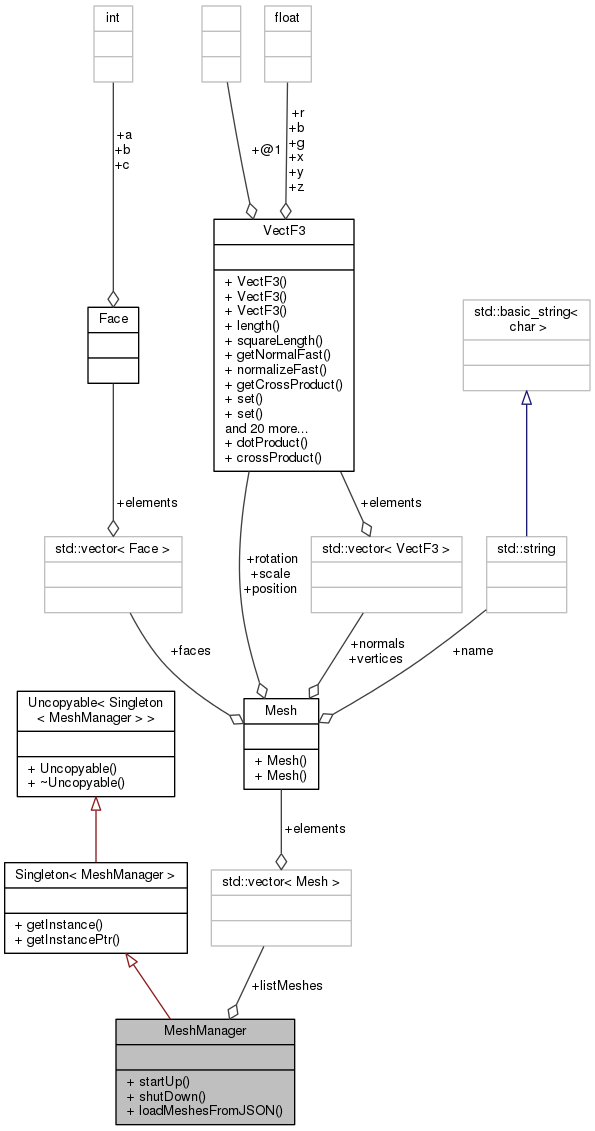 int
float
+a
+b
+c
+@1
+r
+b
+g
+x
+y
+z
VectF3
+ VectF3()
+ VectF3()
+ VectF3()
+ length()
+ squareLength()
+ getNormalFast()
+ normalizeFast()
+ getCrossProduct()
+ set()
+ set()
and 20 more...
+ dotProduct()
+ crossProduct()
Face
std::basic_string<
char >
+elements
+elements
std::vector< Face >
std::vector< VectF3 >
std::string
+rotation
+scale
+position
+faces
+normals
+vertices
+name
Mesh
+ Mesh()
+ Mesh()
Uncopyable< Singleton
< MeshManager > >
+ Uncopyable()
+ ~Uncopyable()
+elements
Singleton< MeshManager >
+ getInstance()
+ getInstancePtr()
std::vector< Mesh >
+listMeshes
MeshManager
+ startUp()
+ shutDown()
+ loadMeshesFromJSON()